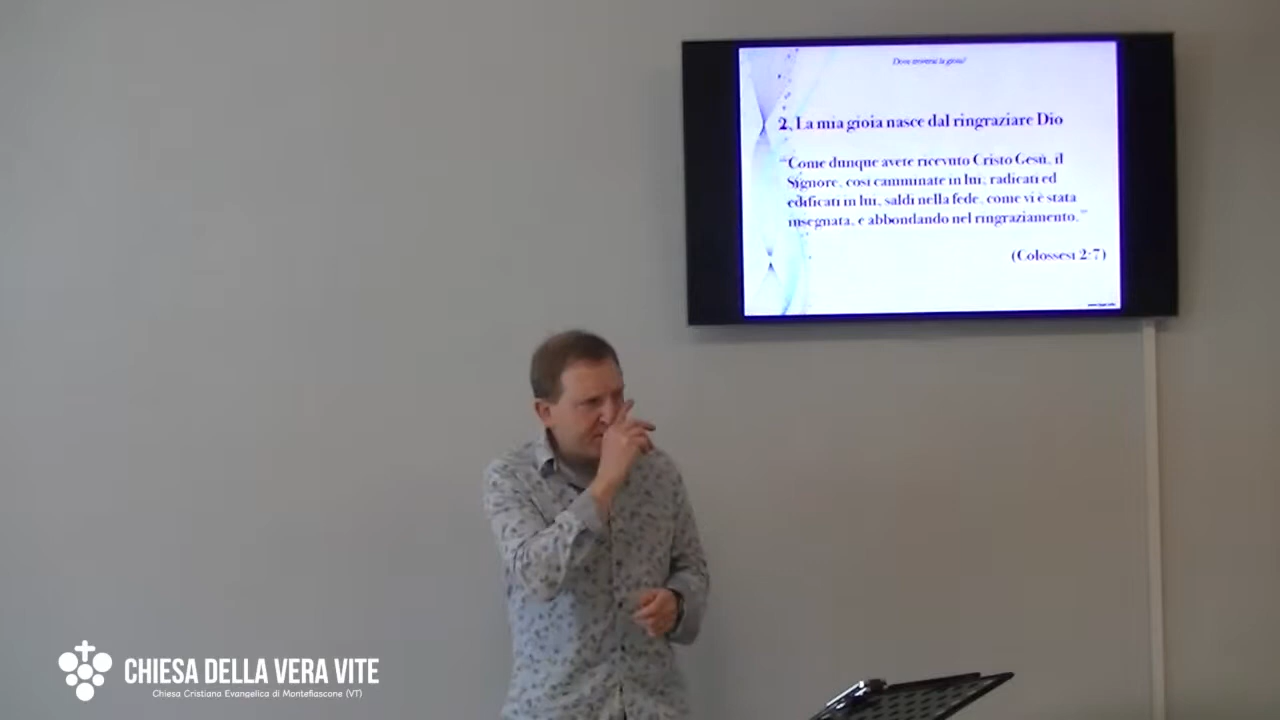 Dove troverai la gioia?
2. La mia gioia nasce dal ringraziare Dio
"Come dunque avete ricevuto Cristo Gesù, il
Signore, così camminate in lui; radicati ed
edificati in lui, saldi nella fede, come vi è stata
insegnata, e abbondando nel ringraziamento."
(Colossesi 2:7)
CHIESA DELLA VERA VITE
Chiesa Cristiana Evangelica di Montefiascone (VT)